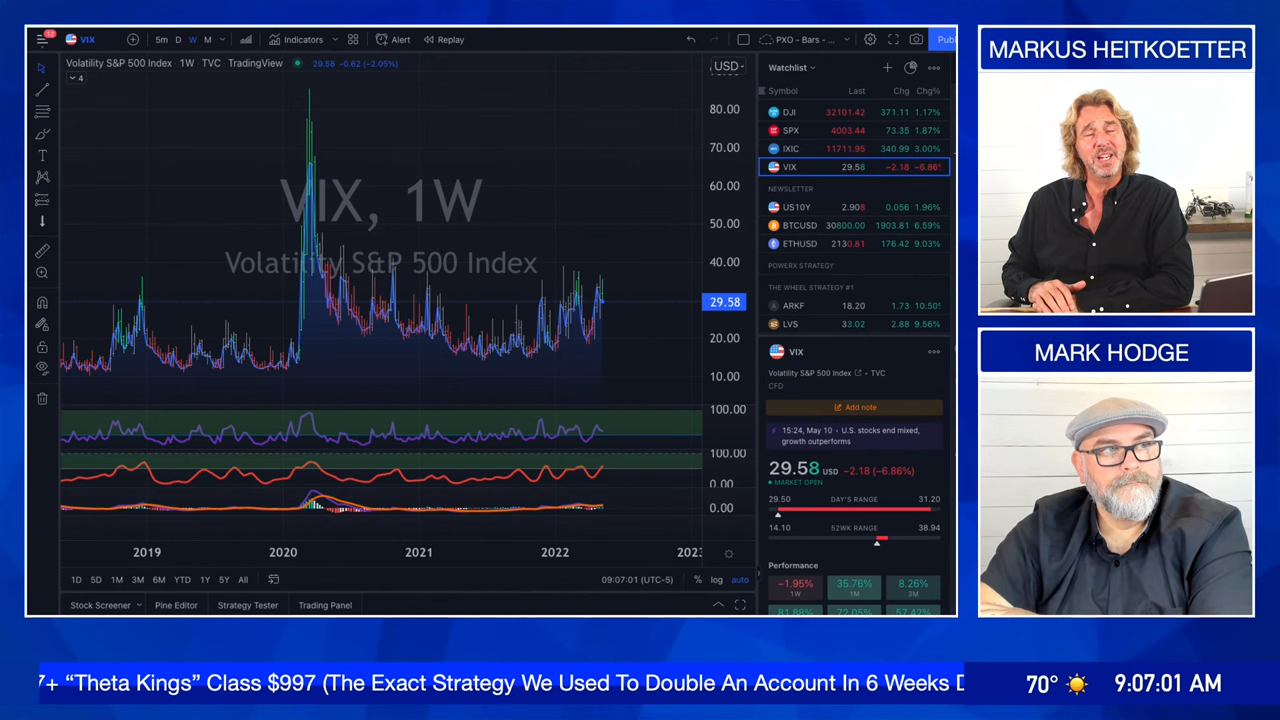 12
VIX
5m D W M
Indicators
Alert
Replay
PXO - Bars - ...
Publ
Volatility S&P 500 Index · 1W · TVC TradingView
29.58 −0.62 (−2.05%)
4
USD
80.00
70.00
60.00
50.00
40.00
29.58
20.00
10.00
100.00
100.00
0.00
0.00
VIX, 1W
Volatility S&P 500 Index
2019 2020 2021 2022 2023
1D 5D 1M 3M 6M YTD 1Y 5Y All
09:07:01 (UTC-5) % log auto
Stock Screener Pine Editor Strategy Tester Trading Panel
Watchlist
Symbol Last Chg Chg%
DJI 32101.42 371.11 1.17%
SPX 4003.44 73.35 1.87%
IXIC 11711.95 340.99 3.00%
VIX 29.58 −2.18 −6.86%
NEWSLETTER
US10Y 2.908 0.056 1.96%
BTCUSD 30800.00 1903.81 6.59%
ETHUSD 2130.81 176.42 9.03%
POWERX STRATEGY
THE WHEEL STRATEGY #1
ARKF 18.20 1.73 10.50%
LVS 33.02 2.88 9.56%
VIX
Volatility S&P 500 Index • TVC
CFD
Add note
15:24, May 10 • U.S. stocks end mixed,
growth outperforms
29.58 USD −2.18 (−6.86%)
MARKET OPEN
29.50 DAY'S RANGE 31.20
14.10 52WK RANGE 38.94
Performance
−1.95% 35.76% 8.26%
1W 1M 3M
81.88% 72.05% 57.42%
MARKUS HEITKOETTER
MARK HODGE
7+ “Theta Kings” Class $997 (The Exact Strategy We Used To Double An Account In 6 Weeks D
70° 9:07:01 AM